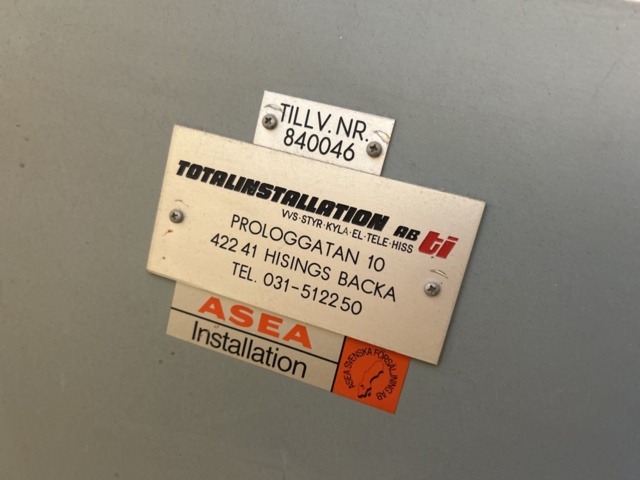 TILLV. NR.
840046
TOTALINSTALLATION AB ti
VVS·STYR·KYLA·EL·TELE·HISS
PROLOGGATAN 10
422 41 HISINGS BACKA
TEL. 031-512250
ASEA
Installation
ASEA SVENSKA FÖRSÄLJNING AB